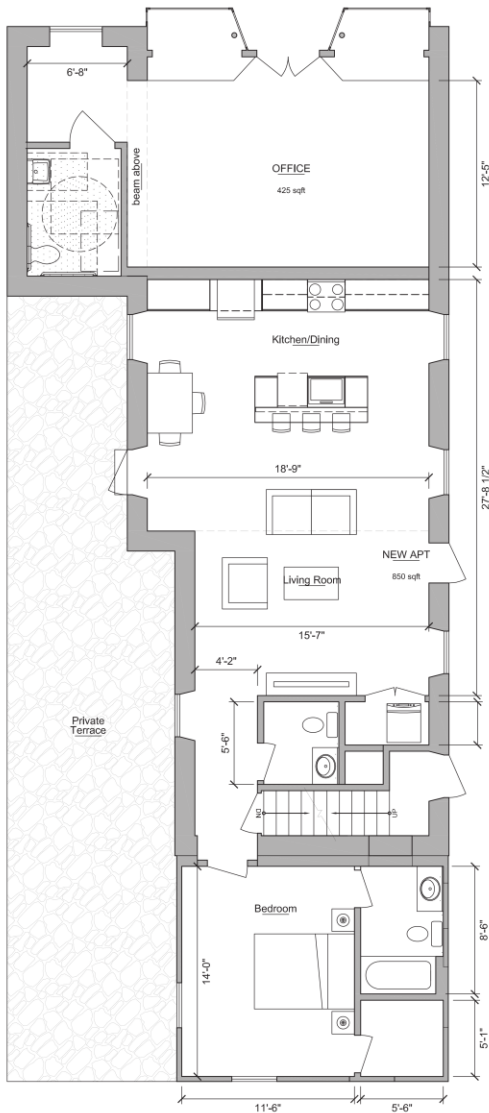 6'-8"
beam above
OFFICE
425 sqft
12'-5"
Kitchen/Dining
18'-9"
27'-8 1/2"
NEW APT
850 sqft
Living Room
15'-7"
4'-2"
5'-6"
Private
Terrace
DN
UP
Bedroom
14'-0"
8'-6"
5'-1"
11'-6"
5'-6"